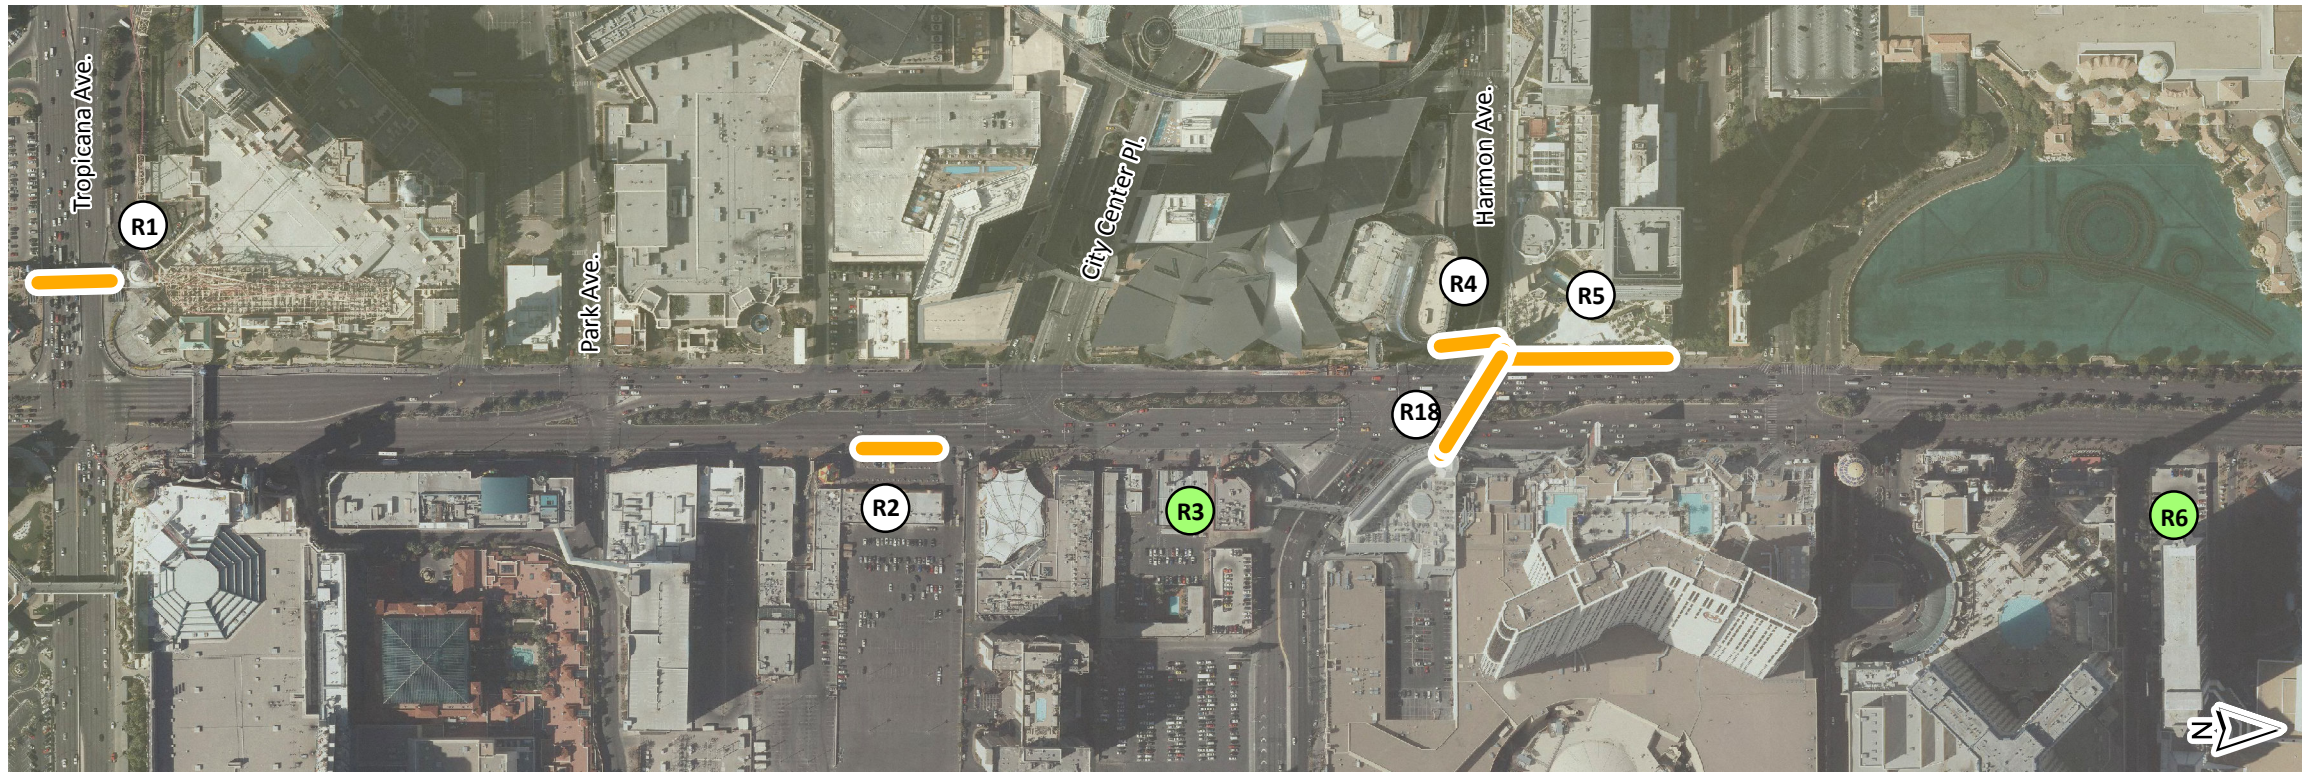 Tropicana Ave.
R1
Park Ave.
City Center Pl.
Harmon Ave.
R4
R5
R18
R2
R3
R6
N